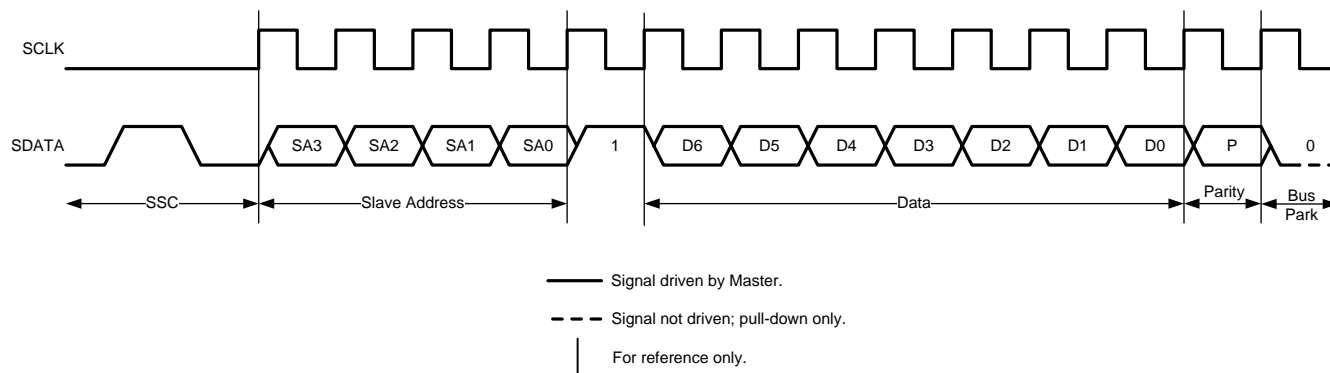 SCLK
SDATA
SA3 SA2 SA1 SA0 1 D6 D5 D4 D3 D2 D1 D0 P 0
SSC Slave Address Data Parity Bus Park
Signal driven by Master.
Signal not driven; pull-down only.
For reference only.